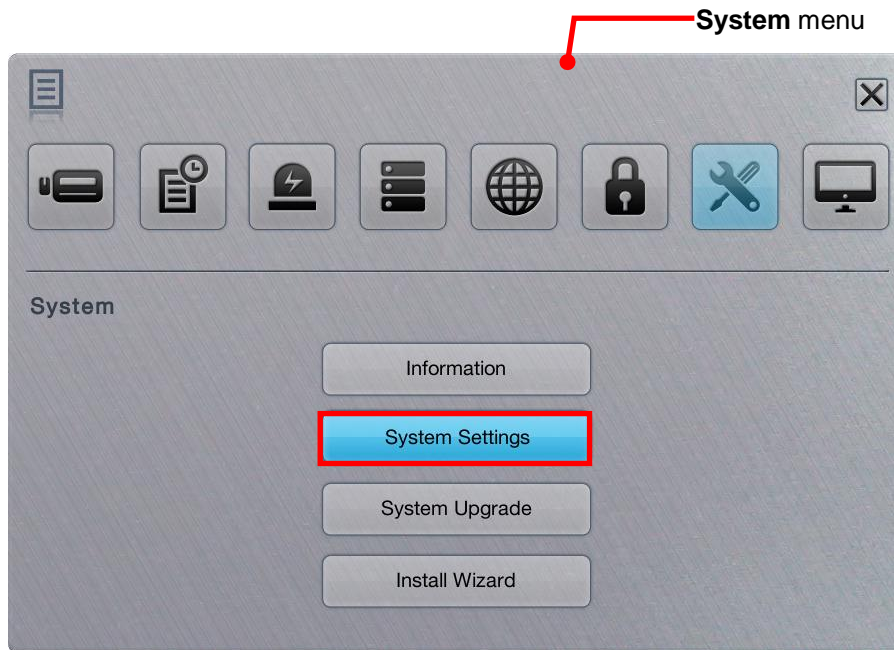 System menu
System
Information
System Settings
System Upgrade
Install Wizard